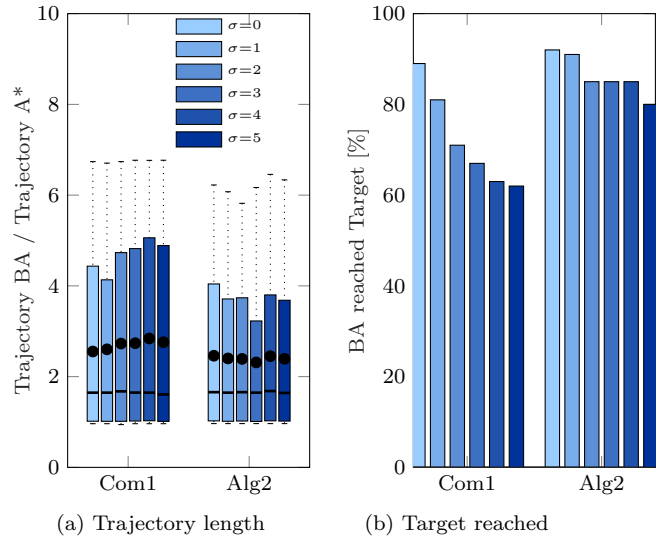 Trajectory BA / Trajectory A*
10
8
6
4
2
0
σ=0
σ=1
σ=2
σ=3
σ=4
σ=5
Com1 Alg2
(a) Trajectory length
BA reached Target [%]
100
80
60
40
20
0
Com1 Alg2
(b) Target reached